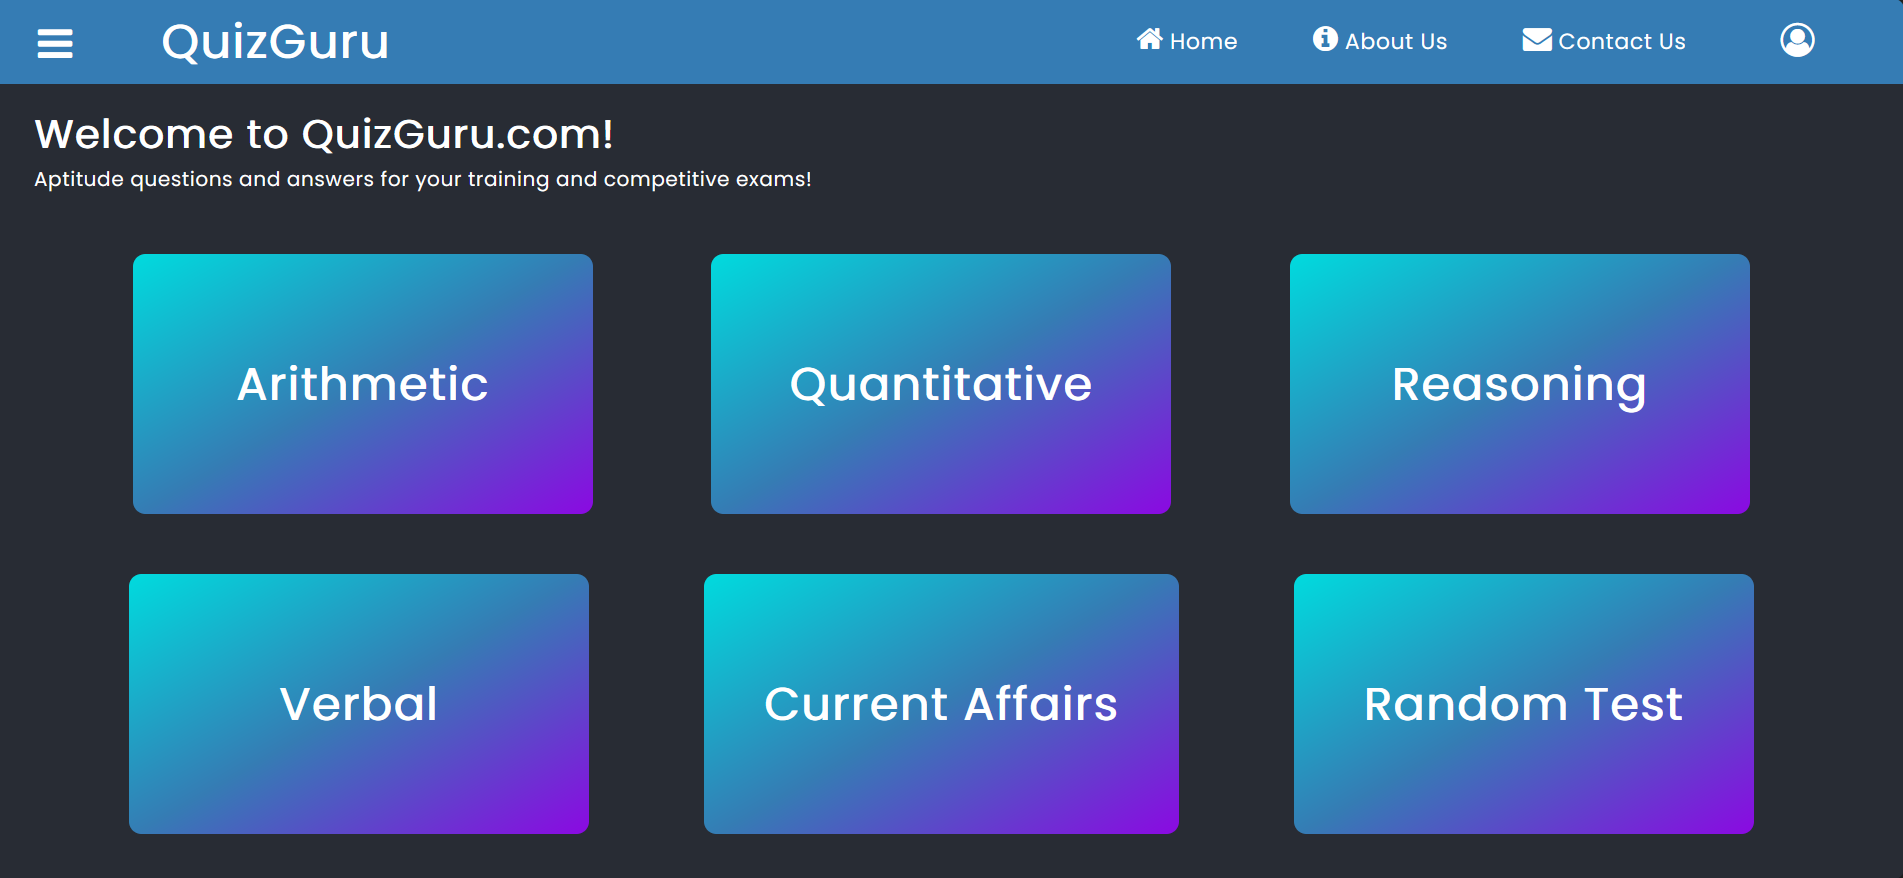 QuizGuru
Home
About Us
Contact Us
Welcome to QuizGuru.com!
Aptitude questions and answers for your training and competitive exams!
Arithmetic
Quantitative
Reasoning
Verbal
Current Affairs
Random Test